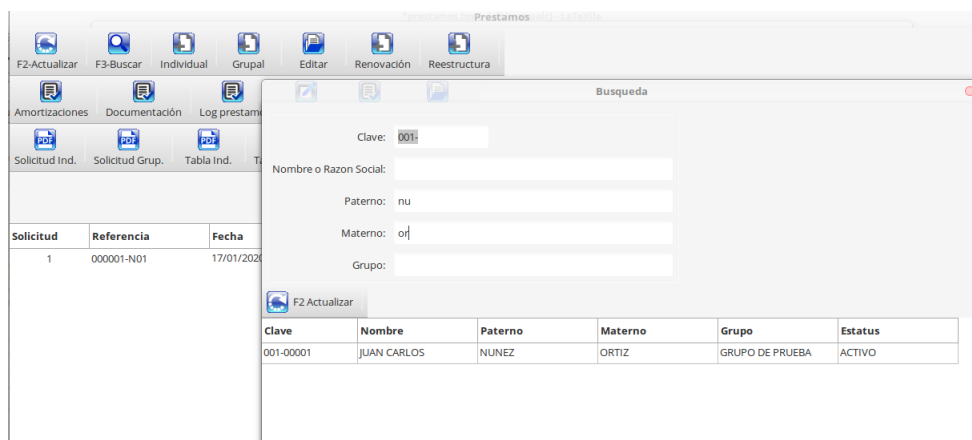 Prestamos
F2-Actualizar F3-Buscar Individual Grupal Editar Renovación Reestructura
Busqueda
Amortizaciones Documentación Log prestamo
Clave: 001-
Solicitud Ind. Solicitud Grup. Tabla Ind.
Nombre o Razon Social:
Paterno: nu
Materno: or
Grupo:
Solicitud Referencia Fecha
1 000001-N01 17/01/2020
F2 Actualizar
Clave Nombre Paterno Materno Grupo Estatus
001-00001 JUAN CARLOS NUNEZ ORTIZ GRUPO DE PRUEBA ACTIVO